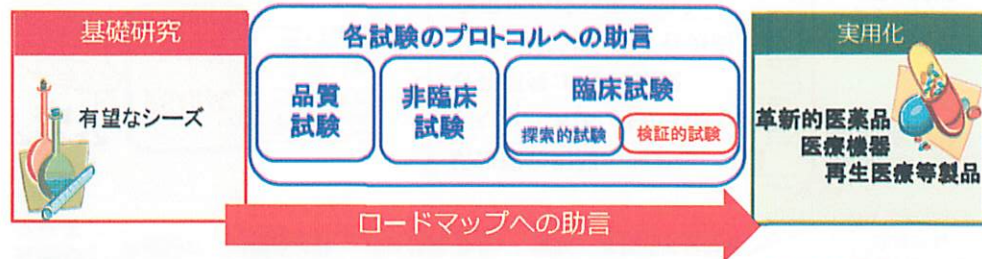 基礎研究
有望なシーズ
各試験のプロトコルへの助言
品質
試験
非臨床
試験
臨床試験
探索的試験
検証的試験
実用化
革新的医薬品
医療機器
再生医療等製品
ロードマップへの助言